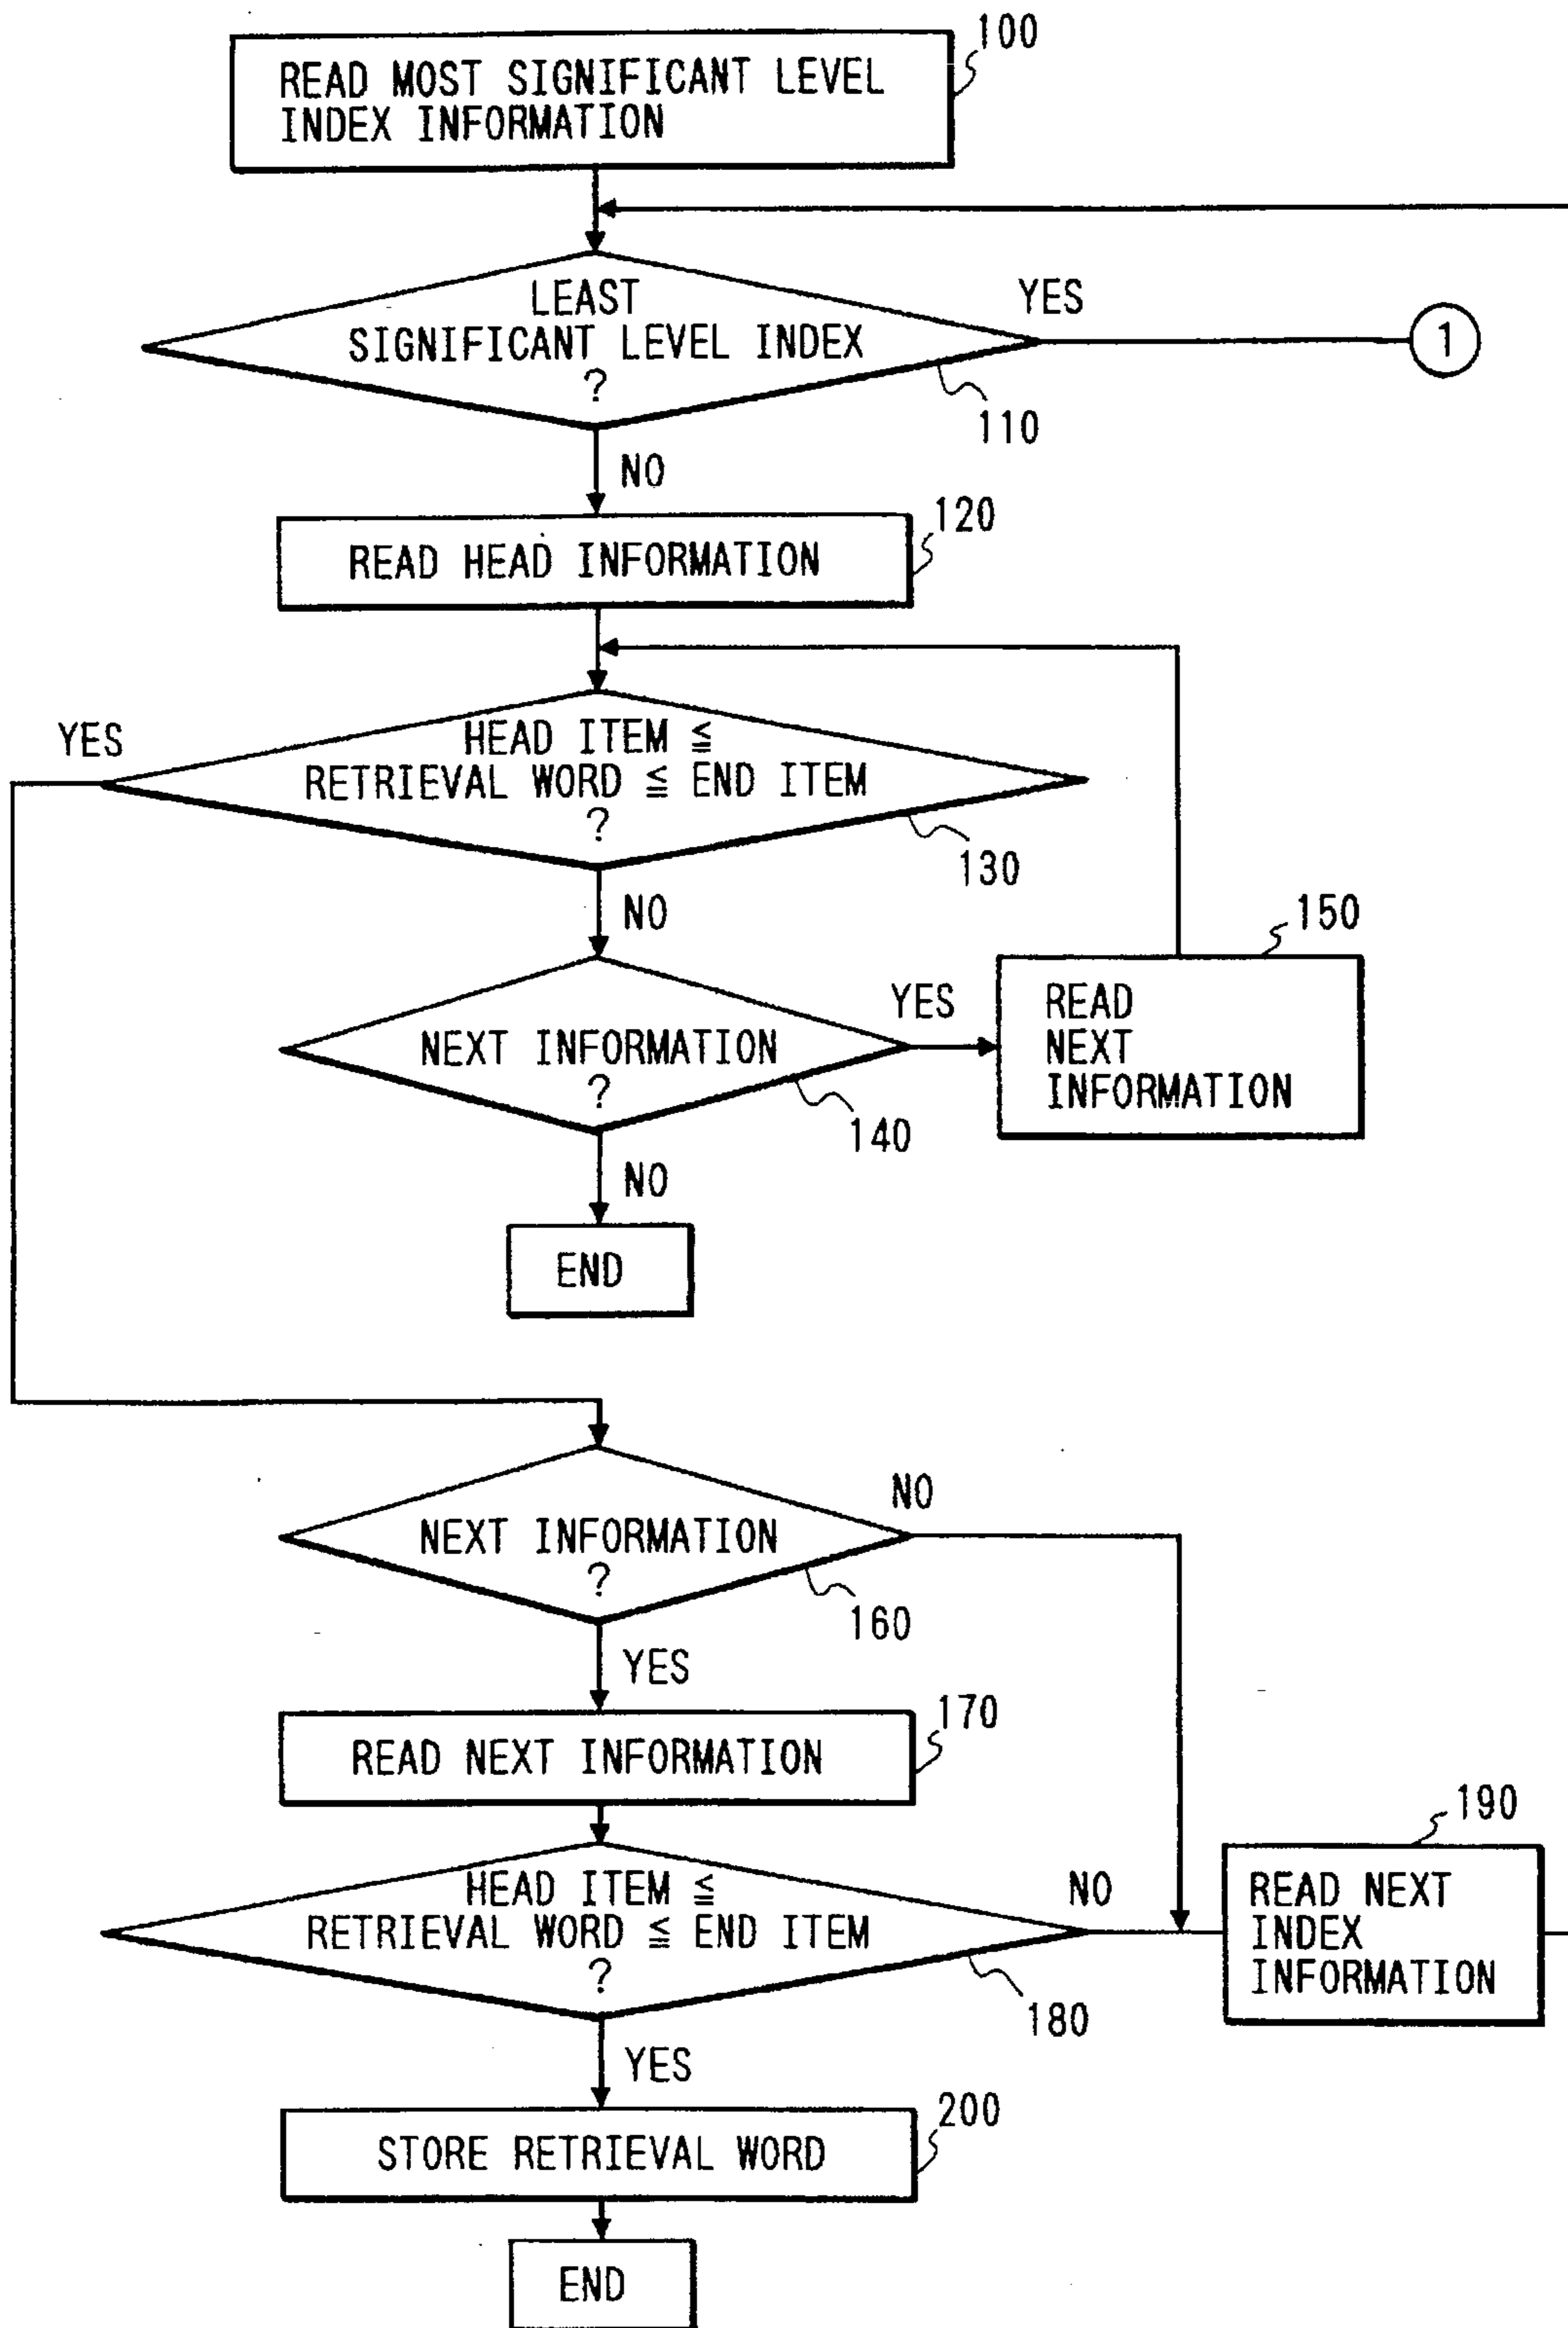 100
READ MOST SIGNIFICANT LEVEL
INDEX INFORMATION
LEAST
SIGNIFICANT LEVEL INDEX
?
YES
1
110
NO
120
READ HEAD INFORMATION
YES
HEAD ITEM ≦
RETRIEVAL WORD ≦ END ITEM
?
130
NO
150
NEXT INFORMATION
?
YES
READ
NEXT
INFORMATION
140
NO
END
NEXT INFORMATION
?
NO
160
YES
170
READ NEXT INFORMATION
190
HEAD ITEM ≦
RETRIEVAL WORD ≦ END ITEM
?
NO
READ NEXT
INDEX
INFORMATION
180
YES
200
STORE RETRIEVAL WORD
END